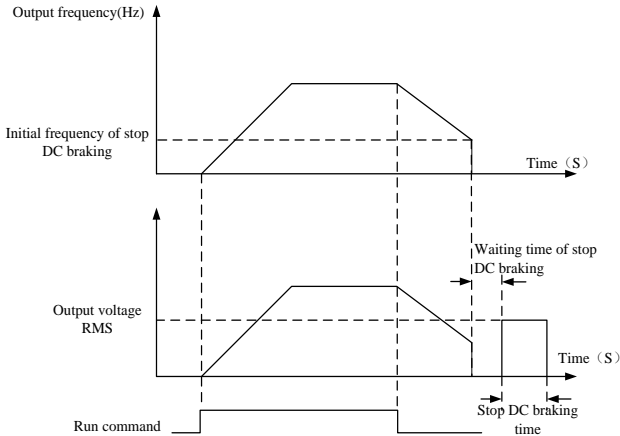 Output frequency(Hz)
Initial frequency of stop
DC braking
Time（S）
Waiting time of stop
DC braking
Output voltage
RMS
Time（S）
Stop DC braking
time
Run command